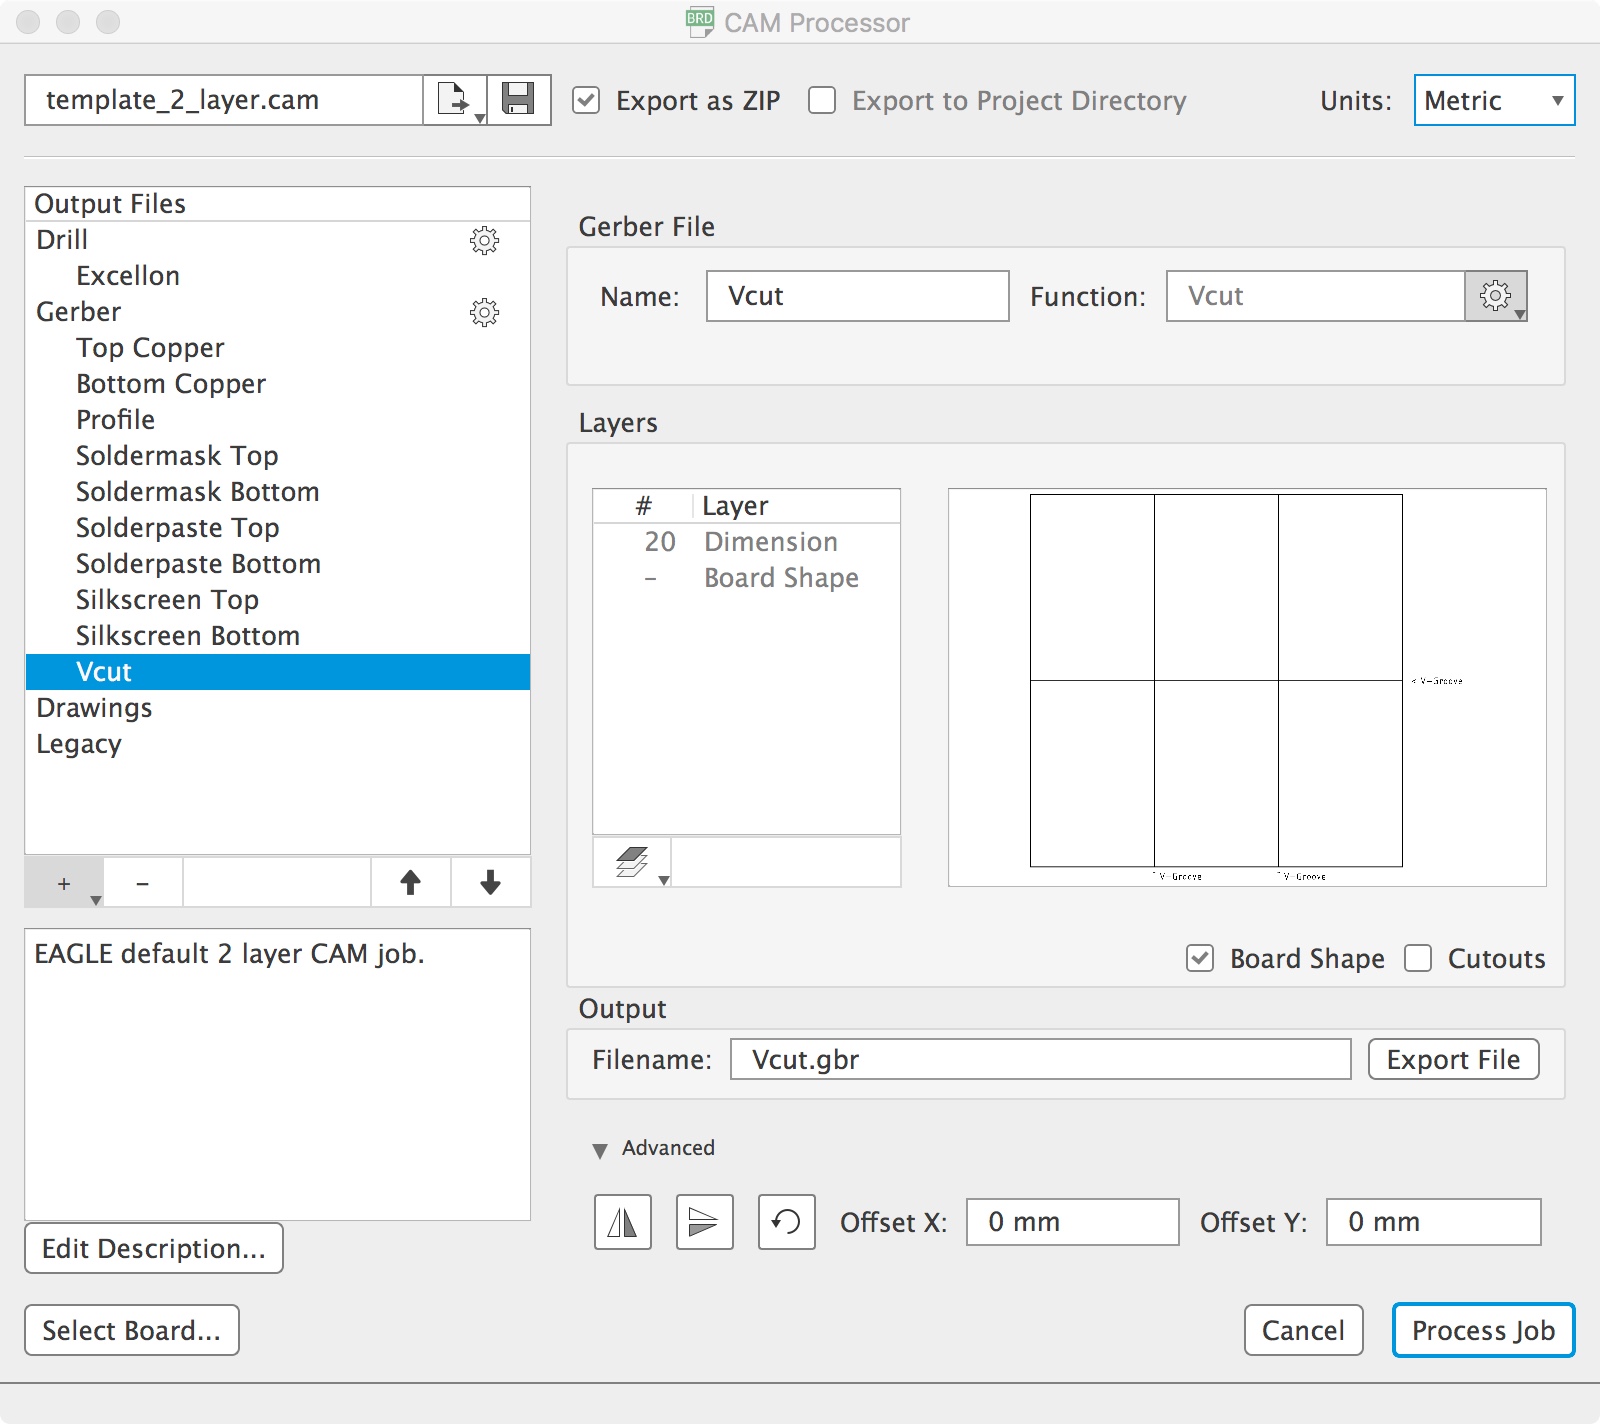 BRD CAM Processor
template_2_layer.cam Export as ZIP Export to Project Directory Units: Metric
Output Files
Drill
Excellon
Gerber
Top Copper
Bottom Copper
Profile
Soldermask Top
Soldermask Bottom
Solderpaste Top
Solderpaste Bottom
Silkscreen Top
Silkscreen Bottom
Vcut
Drawings
Legacy
+ -
EAGLE default 2 layer CAM job.
Edit Description...
Select Board...
Gerber File
Name: Vcut Function: Vcut
Layers
# Layer
20 Dimension
- Board Shape
< V-Groove
^ V-Groove ^ V-Groove
Board Shape Cutouts
Output
Filename: Vcut.gbr Export File
Advanced
Offset X: 0 mm Offset Y: 0 mm
Cancel Process Job